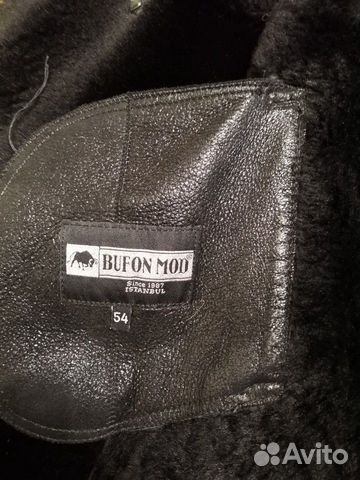 BUFON MOD
Since 1987
ISTANBUL
54
Avito